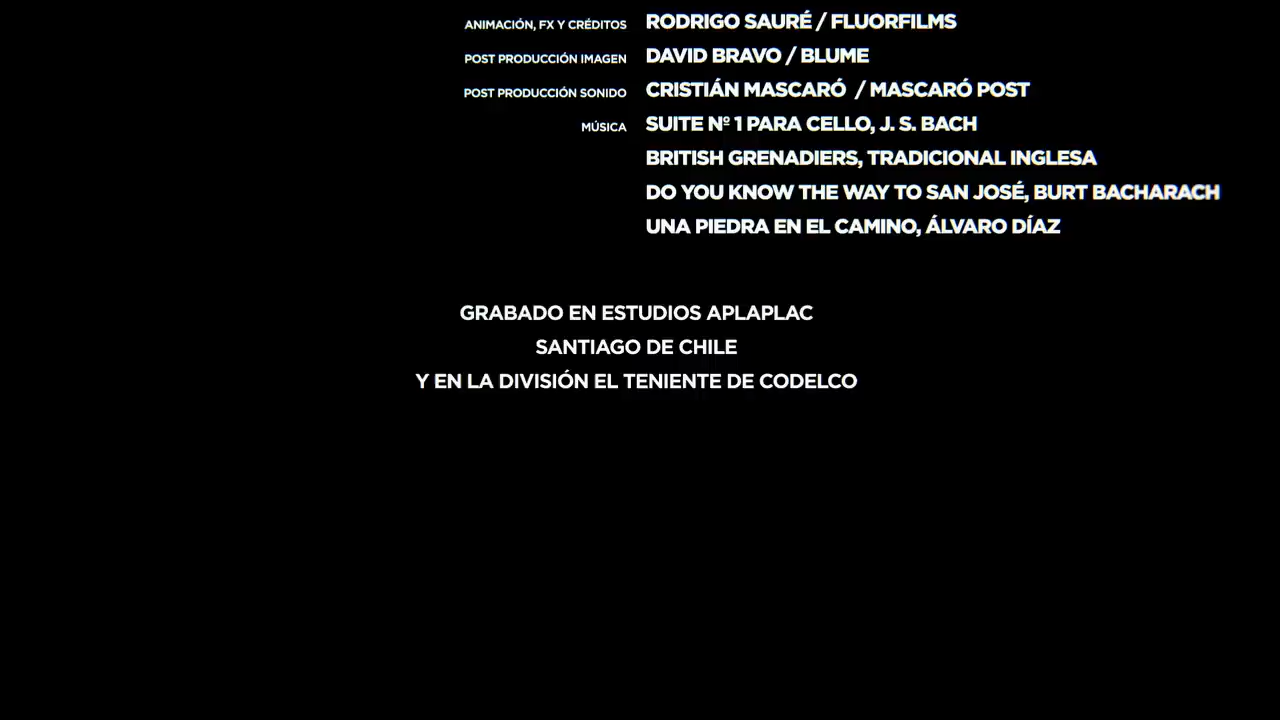 ANIMACIÓN, FX Y CRÉDITOS RODRIGO SAURÉ / FLUORFILMS
POST PRODUCCIÓN IMAGEN DAVID BRAVO / BLUME
POST PRODUCCIÓN SONIDO CRISTIÁN MASCARÓ / MASCARÓ POST
MÚSICA SUITE Nº 1 PARA CELLO, J. S. BACH
BRITISH GRENADIERS, TRADICIONAL INGLESA
DO YOU KNOW THE WAY TO SAN JOSÉ, BURT BACHARACH
UNA PIEDRA EN EL CAMINO, ÁLVARO DÍAZ
GRABADO EN ESTUDIOS APLAPLAC
SANTIAGO DE CHILE
Y EN LA DIVISIÓN EL TENIENTE DE CODELCO